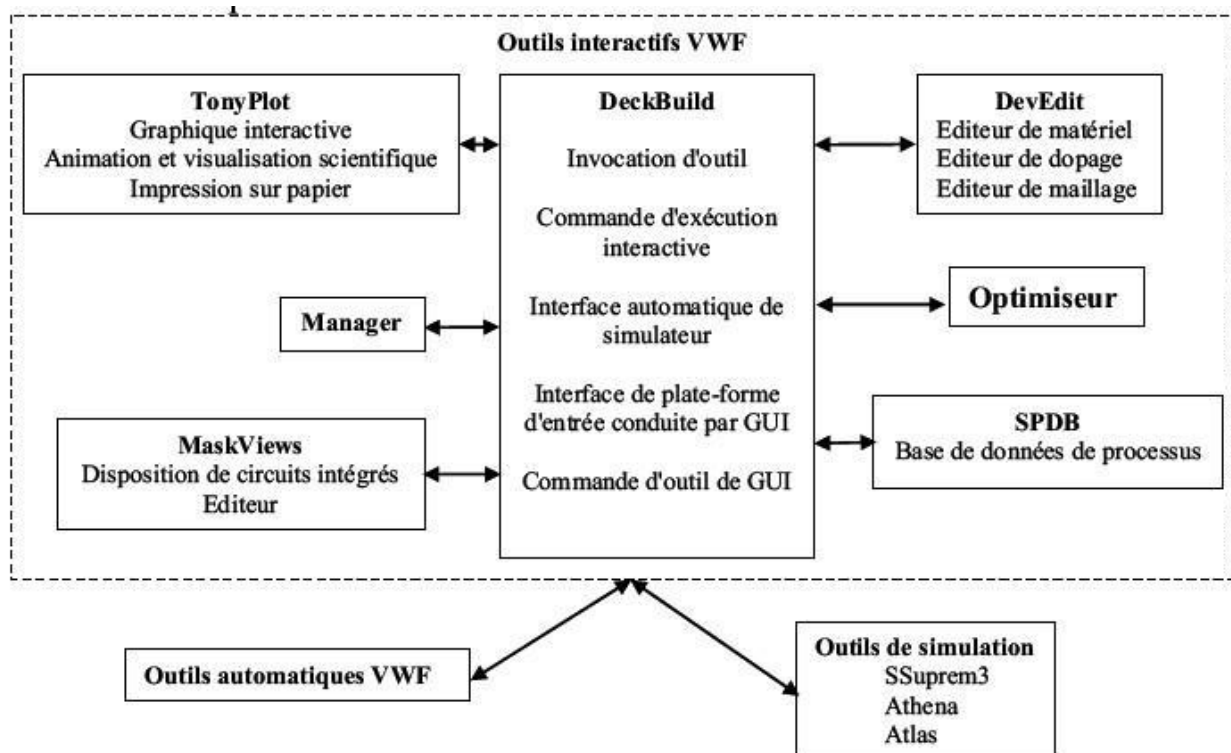 Outils interactifs VWF
TonyPlot
Graphique interactive
Animation et visualisation scientifique
Impression sur papier
Manager
MaskViews
Disposition de circuits intégrés
Editeur
DeckBuild
Invocation d'outil
Commande d'exécution
interactive
Interface automatique de
simulateur
Interface de plate-forme
d'entrée conduite par GUI
Commande d'outil de GUI
DevEdit
Editeur de matériel
Editeur de dopage
Editeur de maillage
Optimiseur
SPDB
Base de données de processus
Outils automatiques VWF
Outils de simulation
SSuprem3
Athena
Atlas